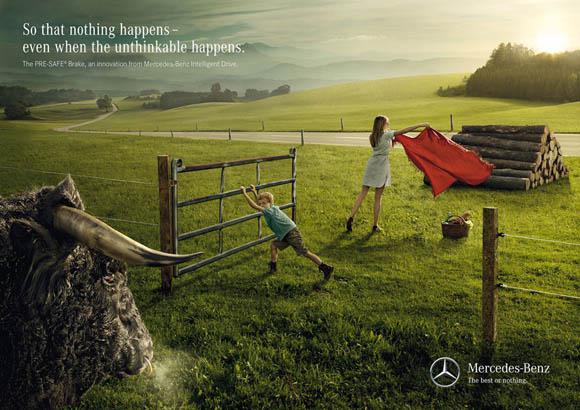 So that nothing happens –
even when the unthinkable happens.
The PRE-SAFE® Brake, an innovation from Mercedes-Benz Intelligent Drive.
Mercedes-Benz
The best or nothing.